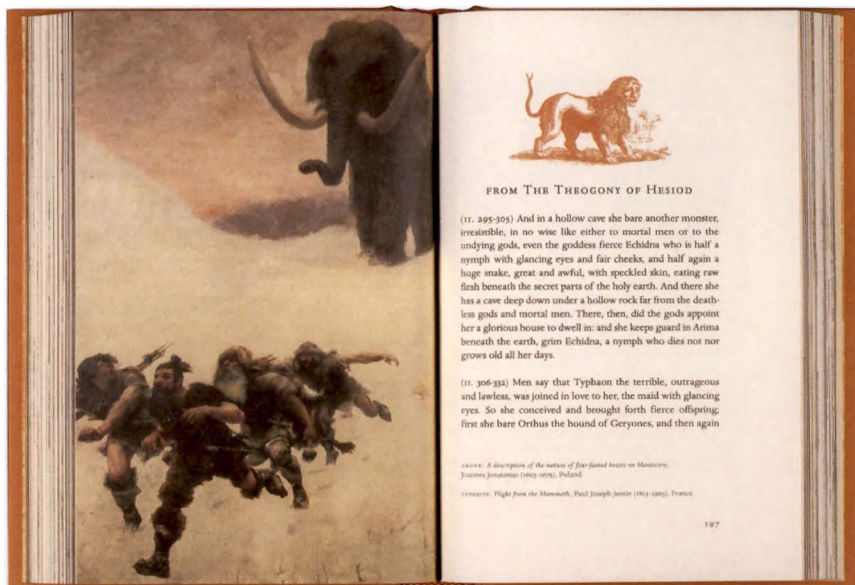 FROM THE THEOGONY OF HESIOD
(11. 295-305) And in a hollow cave she bare another monster,
irresistible, in no wise like either to mortal men or to the
undying gods, even the goddess fierce Echidna who is half a
nymph with glancing eyes and fair cheeks, and half again a
huge snake, great and awful, with speckled skin, eating raw
flesh beneath the secret parts of the holy earth. And there she
has a cave deep down under a hollow rock far from the death-
less gods and mortal men. There, then, did the gods appoint
her a glorious house to dwell in: and she keeps guard in Arima
beneath the earth, grim Echidna, a nymph who dies not nor
grows old all her days.
(11. 306-332) Men say that Typhaon the terrible, outrageous
and lawless, was joined in love to her, the maid with glancing
eyes. So she conceived and brought forth fierce offspring;
first she bare Orthus the hound of Geryones, and then again
ABOVE: A description of the nature of four-footed beasts
Joannes Jonstonus (1603-1675), Poland
OPPOSITE: Flight from the Mammoth, Paul Joseph Jamin France
197